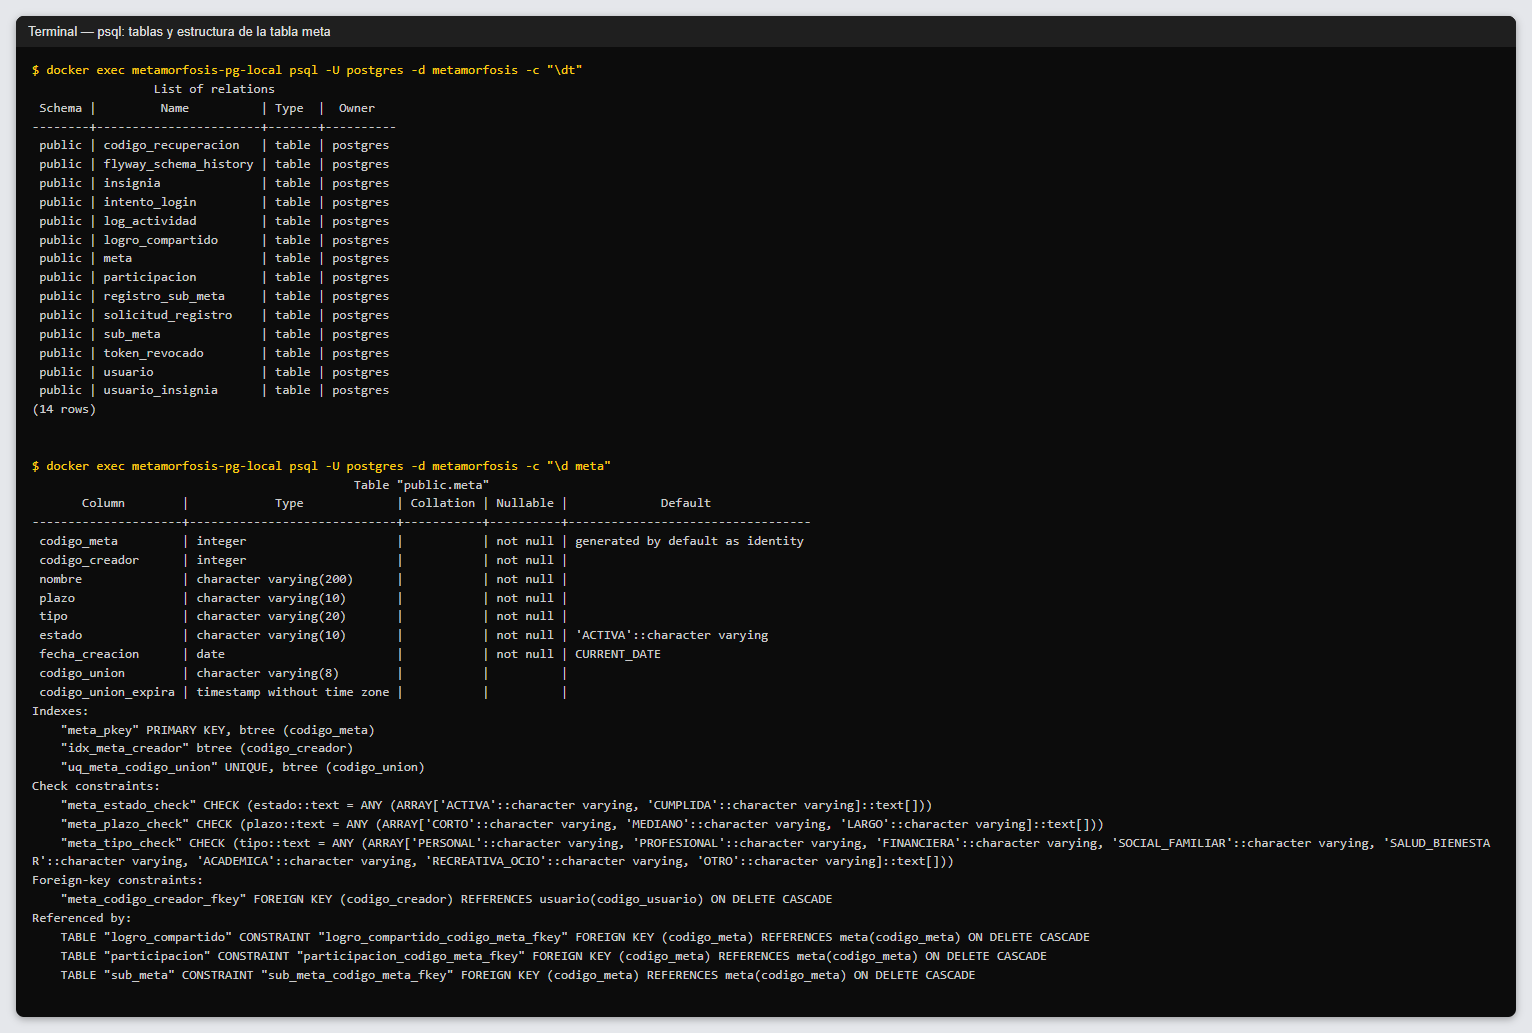 Terminal — psql: tablas y estructura de la tabla meta
$ docker exec metamorfosis-pg-local psql -U postgres -d metamorfosis -c "\dt"
                 List of relations
 Schema |         Name          | Type  |  Owner
--------+-----------------------+-------+----------
 public | codigo_recuperacion   | table | postgres
 public | flyway_schema_history | table | postgres
 public | insignia              | table | postgres
 public | intento_login         | table | postgres
 public | log_actividad         | table | postgres
 public | logro_compartido      | table | postgres
 public | meta                  | table | postgres
 public | participacion         | table | postgres
 public | registro_sub_meta     | table | postgres
 public | solicitud_registro    | table | postgres
 public | sub_meta              | table | postgres
 public | token_revocado        | table | postgres
 public | usuario               | table | postgres
 public | usuario_insignia      | table | postgres
(14 rows)
$ docker exec metamorfosis-pg-local psql -U postgres -d metamorfosis -c "\d meta"
                                             Table "public.meta"
       Column        |            Type             | Collation | Nullable |             Default
---------------------+-----------------------------+-----------+----------+----------------------------------
 codigo_meta         | integer                     |           | not null | generated by default as identity
 codigo_creador      | integer                     |           | not null |
 nombre              | character varying(200)      |           | not null |
 plazo               | character varying(10)       |           | not null |
 tipo                | character varying(20)       |           | not null |
 estado              | character varying(10)       |           | not null | 'ACTIVA'::character varying
 fecha_creacion      | date                        |           | not null | CURRENT_DATE
 codigo_union        | character varying(8)        |           |          |
 codigo_union_expira | timestamp without time zone |           |          |
Indexes:
    "meta_pkey" PRIMARY KEY, btree (codigo_meta)
    "idx_meta_creador" btree (codigo_creador)
    "uq_meta_codigo_union" UNIQUE, btree (codigo_union)
Check constraints:
    "meta_estado_check" CHECK (estado::text = ANY (ARRAY['ACTIVA'::character varying, 'CUMPLIDA'::character varying]::text[]))
    "meta_plazo_check" CHECK (plazo::text = ANY (ARRAY['CORTO'::character varying, 'MEDIANO'::character varying, 'LARGO'::character varying]::text[]))
    "meta_tipo_check" CHECK (tipo::text = ANY (ARRAY['PERSONAL'::character varying, 'PROFESIONAL'::character varying, 'FINANCIERA'::character varying, 'SOCIAL_FAMILIAR'::character varying, 'SALUD_BIENESTA
R'::character varying, 'ACADEMICA'::character varying, 'RECREATIVA_OCIO'::character varying, 'OTRO'::character varying]::text[]))
Foreign-key constraints:
    "meta_codigo_creador_fkey" FOREIGN KEY (codigo_creador) REFERENCES usuario(codigo_usuario) ON DELETE CASCADE
Referenced by:
    TABLE "logro_compartido" CONSTRAINT "logro_compartido_codigo_meta_fkey" FOREIGN KEY (codigo_meta) REFERENCES meta(codigo_meta) ON DELETE CASCADE
    TABLE "participacion" CONSTRAINT "participacion_codigo_meta_fkey" FOREIGN KEY (codigo_meta) REFERENCES meta(codigo_meta) ON DELETE CASCADE
    TABLE "sub_meta" CONSTRAINT "sub_meta_codigo_meta_fkey" FOREIGN KEY (codigo_meta) REFERENCES meta(codigo_meta) ON DELETE CASCADE